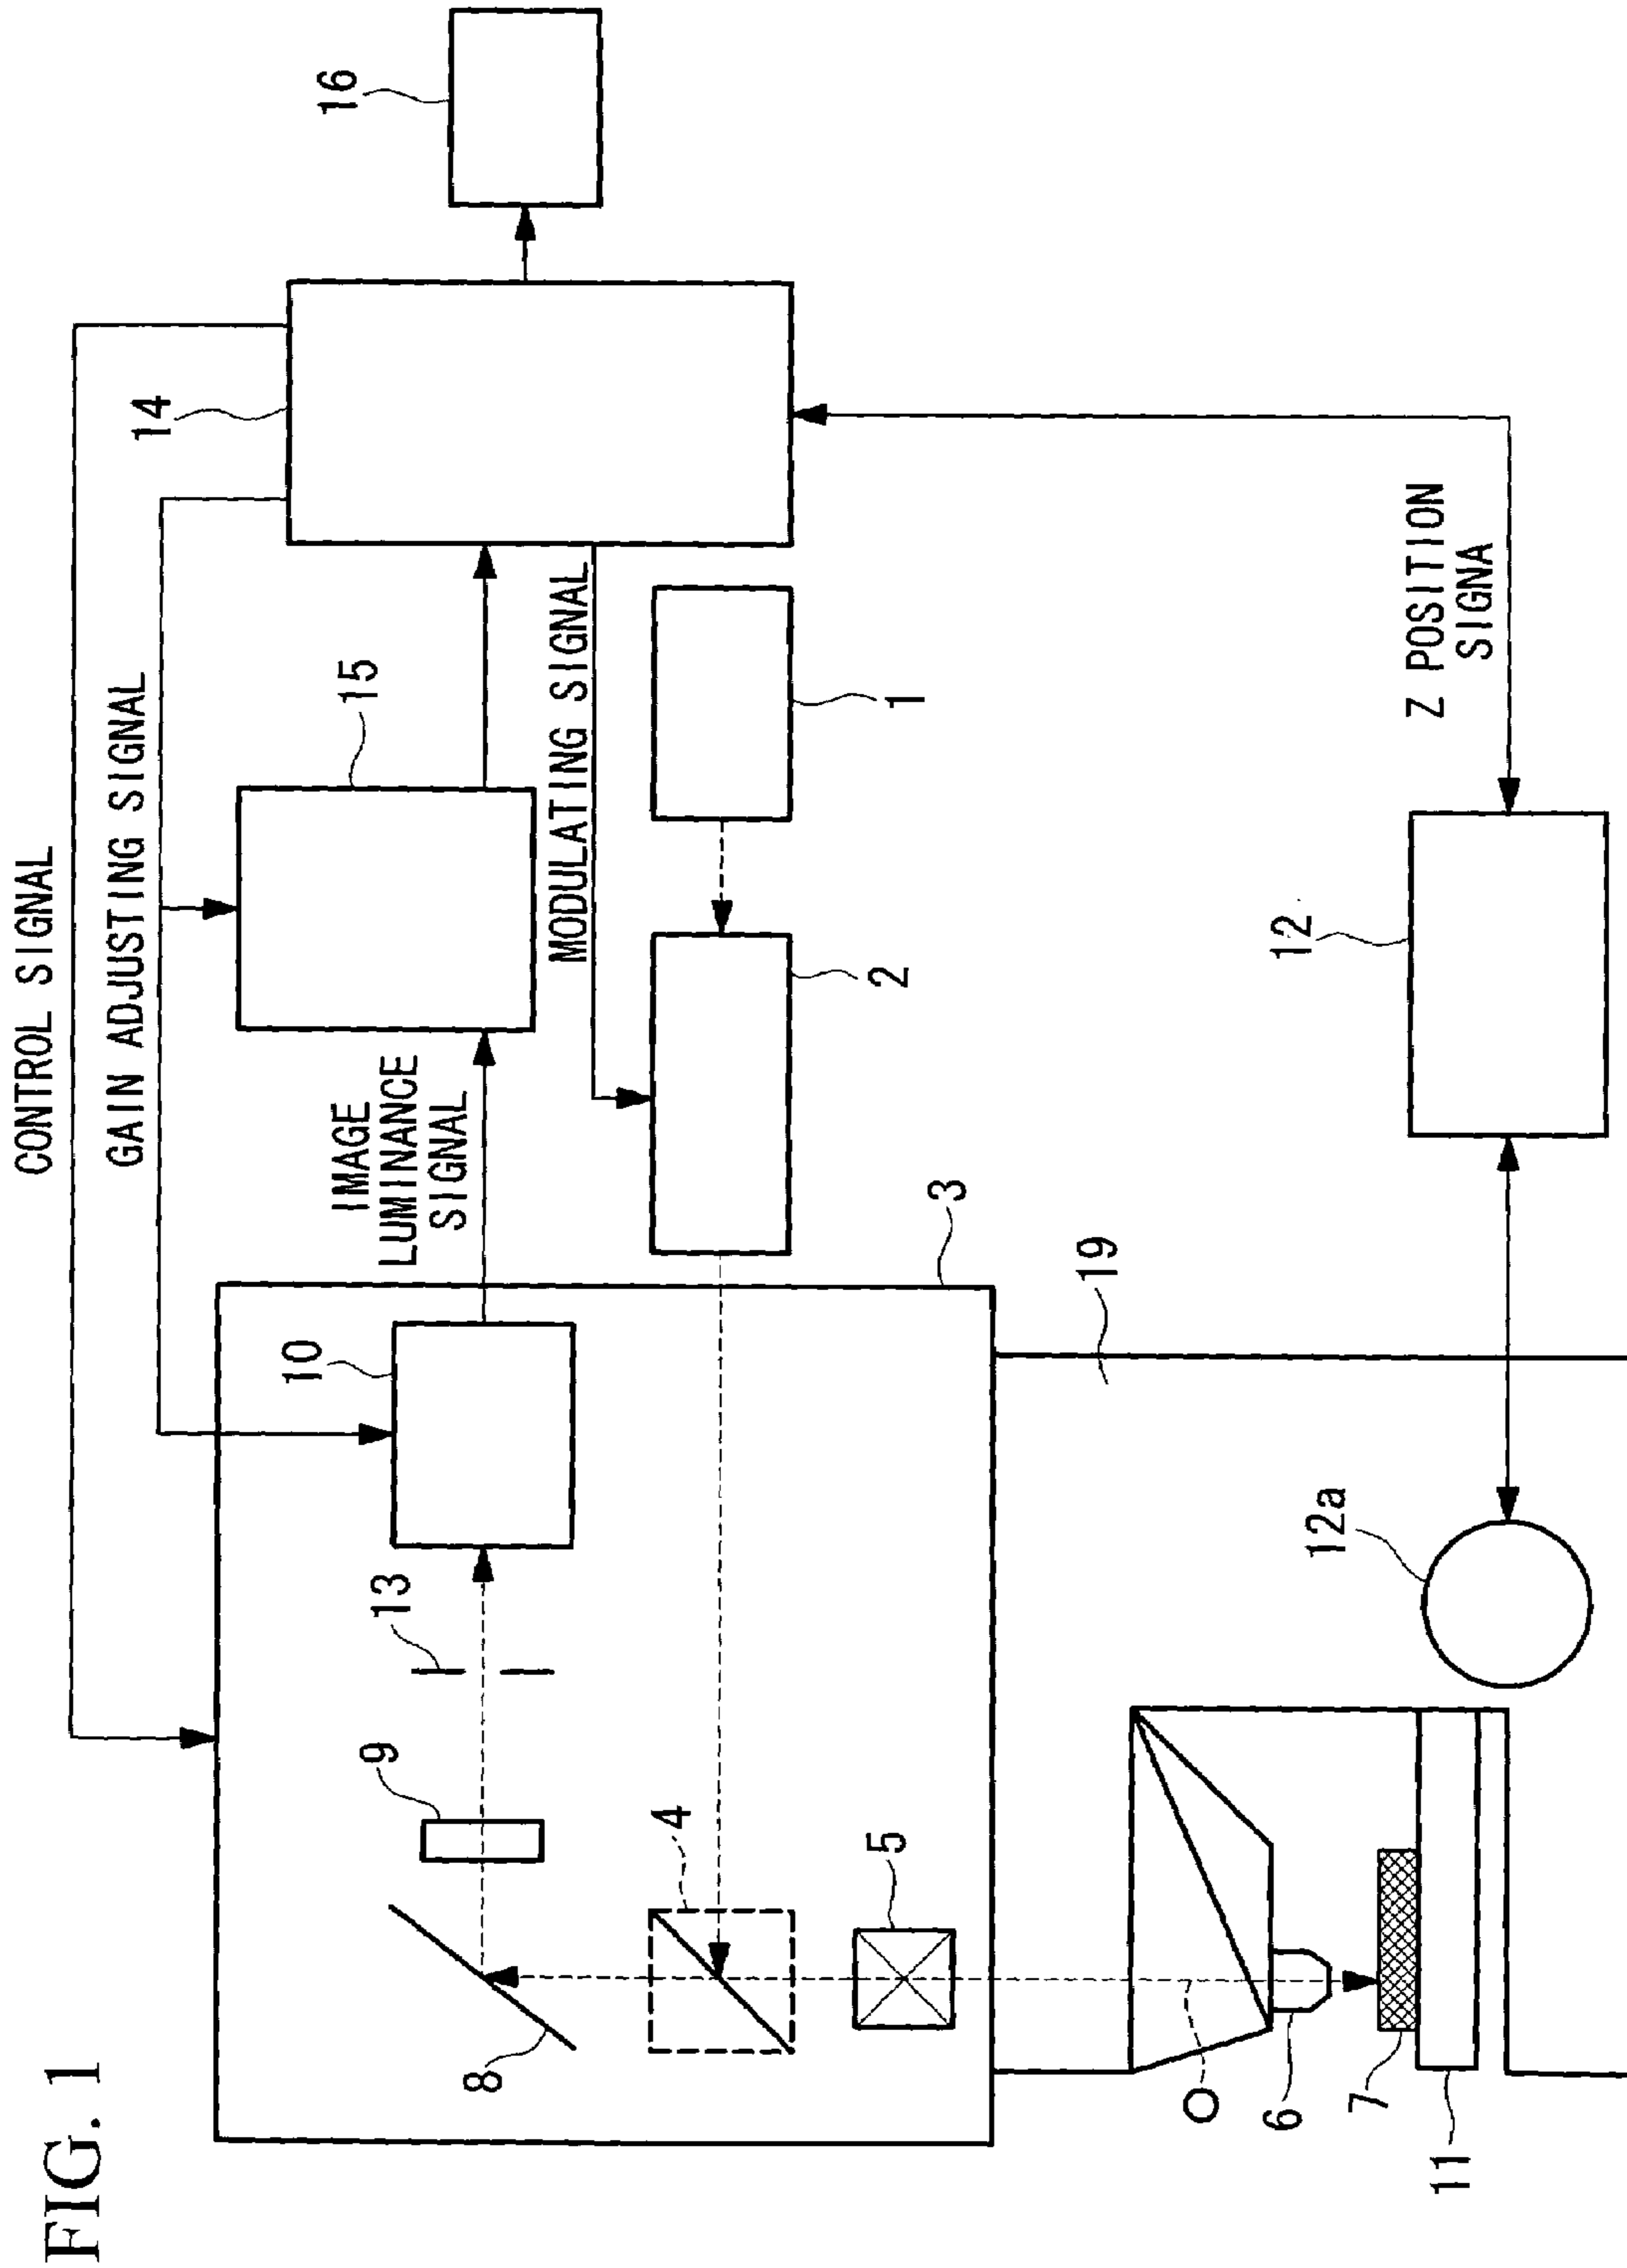 FIG. 1
CONTROL SIGNAL
GAIN ADJUSTING SIGNAL
14
16
15
IMAGE
LUMINANCE
SIGNAL
MODULATING SIGNAL
10
13
9
8
1
2
3
4
5
19
O
6
7
11
12a
12
Z POSITION
SIGNA